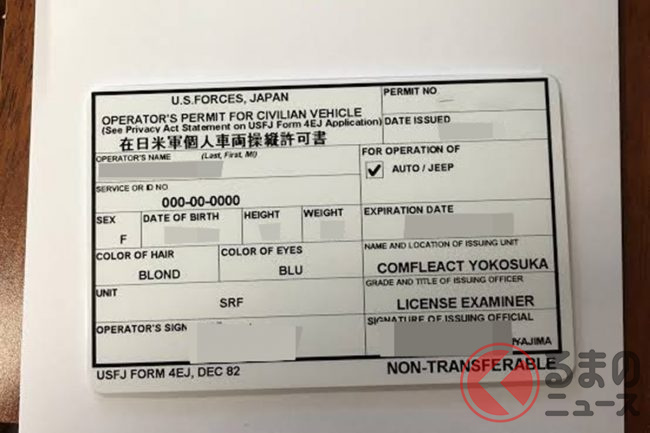 U.S.FORCES, JAPAN
OPERATOR'S PERMIT FOR CIVILIAN VEHICLE
(See Privacy Act Statement on USFJ Form 4EJ Application)
在日米軍個人車両操縦許可書
PERMIT NO
DATE ISSUED
OPERATOR'S NAME (Last, First, MI)
FOR OPERATION OF
AUTO / JEEP
SERVICE OR ID NO
000-00-0000
SEX
F
DATE OF BIRTH
HEIGHT
WEIGHT
EXPIRATION DATE
COLOR OF HAIR
BLOND
COLOR OF EYES
BLU
NAME AND LOCATION OF ISSUING UNIT
COMFLEACT YOKOSUKA
UNIT
SRF
GRADE AND TITLE OF ISSUING OFFICER
LICENSE EXAMINER
OPERATOR'S SIGN
SIGNATURE OF ISSUING OFFICIAL
YAJIMA
USFJ FORM 4EJ, DEC 82
NON-TRANSFERABLE
くるまの
ニュース